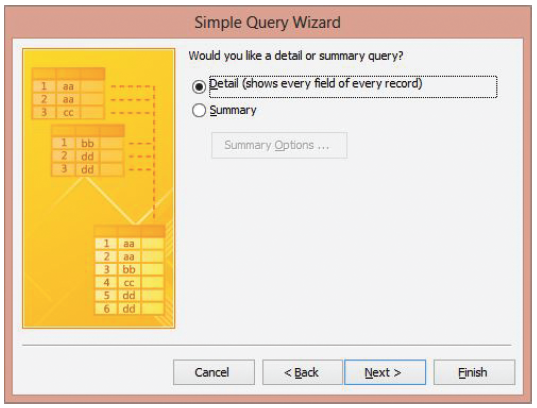 Simple Query Wizard
Would you like a detail or summary query?
Detail (shows every field of every record)
Summary
Summary Options ...
1 aa
2 aa
3 cc
1 bb
2 dd
3 dd
1 aa
2 aa
3 bb
4 cc
5 dd
6 dd
Cancel
< Back
Next >
Finish